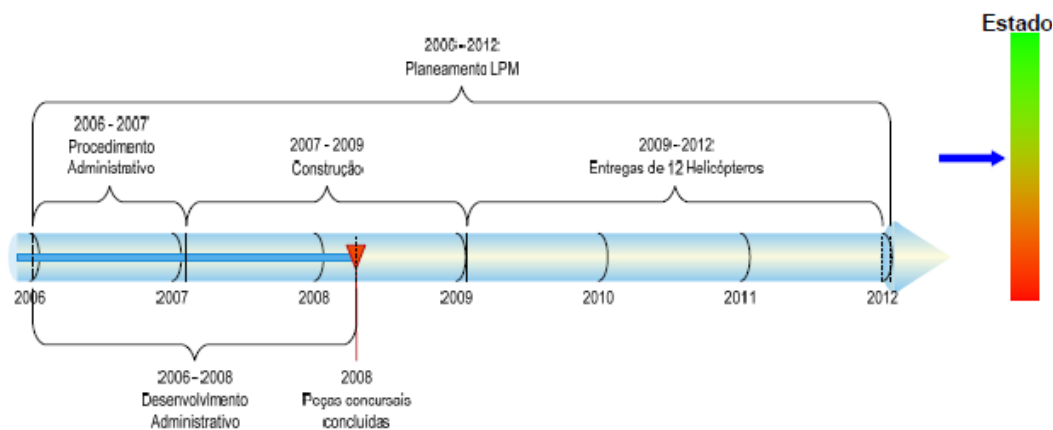 Estado
2006-2012:
Planeamento LPM
2006 - 2007
Procedimento
Administrativo
2007 - 2009
Construção
2009-2012:
Entregas de 12 Helicópteros
2006
2007
2008
2009
2010
2011
2012
2006-2008
Desenvolvimento
Administrativo
2008
Peças concursais
concluídas